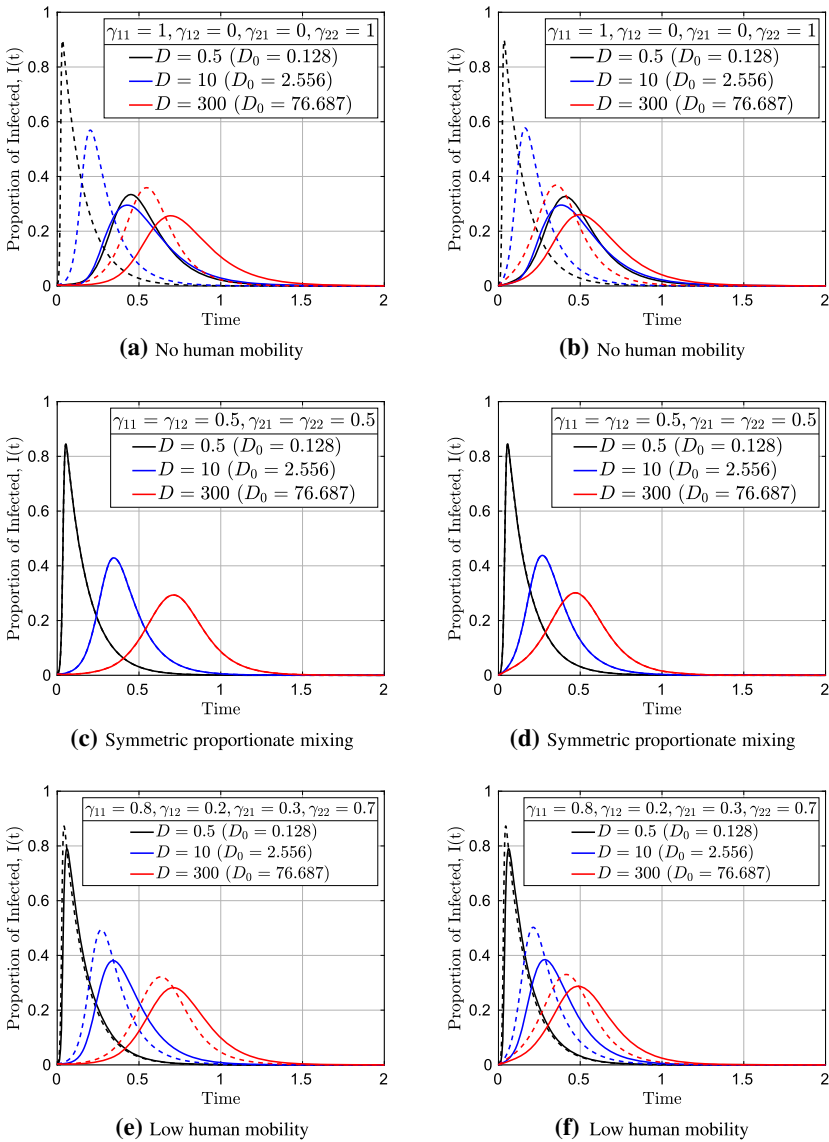 γ₁₁ = 1, γ₁₂ = 0, γ₂₁ = 0, γ₂₂ = 1
D = 0.5 (D₀ = 0.128)
D = 10 (D₀ = 2.556)
D = 300 (D₀ = 76.687)
Proportion of Infected, I(t)
1
0.8
0.6
0.4
0.2
0
0 0.5 1 1.5 2
Time
(a) No human mobility
γ₁₁ = 1, γ₁₂ = 0, γ₂₁ = 0, γ₂₂ = 1
D = 0.5 (D₀ = 0.128)
D = 10 (D₀ = 2.556)
D = 300 (D₀ = 76.687)
Proportion of Infected, I(t)
1
0.8
0.6
0.4
0.2
0
0 0.5 1 1.5 2
Time
(b) No human mobility
γ₁₁ = γ₁₂ = 0.5, γ₂₁ = γ₂₂ = 0.5
D = 0.5 (D₀ = 0.128)
D = 10 (D₀ = 2.556)
D = 300 (D₀ = 76.687)
Proportion of Infected, I(t)
1
0.8
0.6
0.4
0.2
0
0 0.5 1 1.5 2
Time
(c) Symmetric proportionate mixing
γ₁₁ = γ₁₂ = 0.5, γ₂₁ = γ₂₂ = 0.5
D = 0.5 (D₀ = 0.128)
D = 10 (D₀ = 2.556)
D = 300 (D₀ = 76.687)
Proportion of Infected, I(t)
1
0.8
0.6
0.4
0.2
0
0 0.5 1 1.5 2
Time
(d) Symmetric proportionate mixing
γ₁₁ = 0.8, γ₁₂ = 0.2, γ₂₁ = 0.3, γ₂₂ = 0.7
D = 0.5 (D₀ = 0.128)
D = 10 (D₀ = 2.556)
D = 300 (D₀ = 76.687)
Proportion of Infected, I(t)
1
0.8
0.6
0.4
0.2
0
0 0.5 1 1.5 2
Time
(e) Low human mobility
γ₁₁ = 0.8, γ₁₂ = 0.2, γ₂₁ = 0.3, γ₂₂ = 0.7
D = 0.5 (D₀ = 0.128)
D = 10 (D₀ = 2.556)
D = 300 (D₀ = 76.687)
Proportion of Infected, I(t)
1
0.8
0.6
0.4
0.2
0
0 0.5 1 1.5 2
Time
(f) Low human mobility